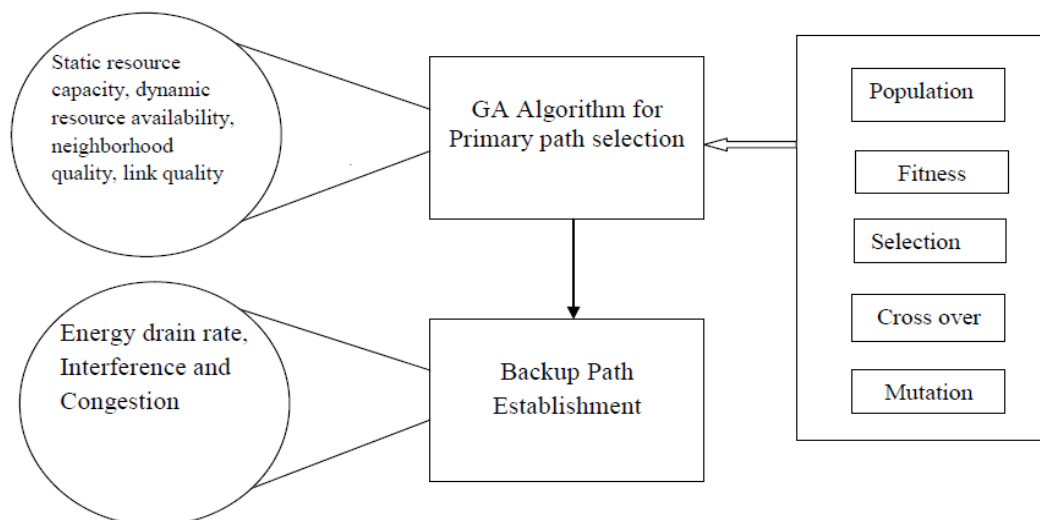 Static resource
capacity, dynamic
resource availability,
neighborhood
quality, link quality
GA Algorithm for
Primary path selection
Population
Fitness
Selection
Cross over
Mutation
Energy drain rate,
Interference and
Congestion
Backup Path
Establishment